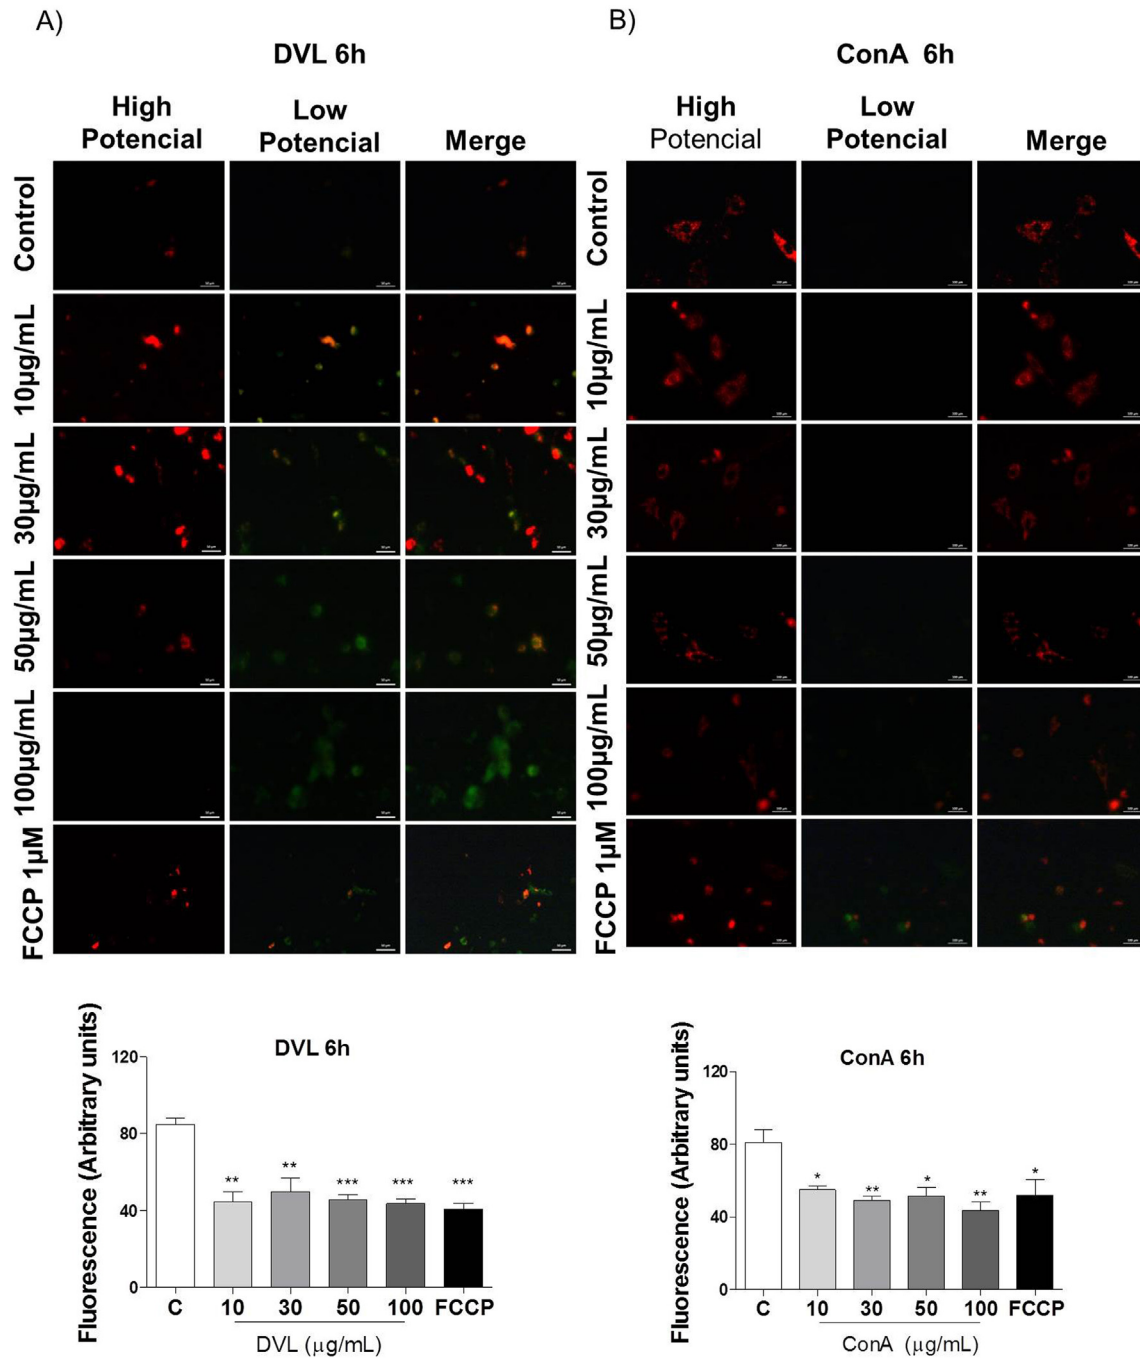 A)
DVL 6h
High Potencial
Low Potencial
Merge
Control
10µg/mL
30µg/mL
50µg/mL
100µg/mL
FCCP 1µM
Fluorescence (Arbitrary units)
DVL 6h
120
80
40
0
**
**
***
***
***
C 10 30 50 100 FCCP
DVL (µg/mL)
B)
ConA 6h
High Potencial
Low Potencial
Merge
Control
10µg/mL
30µg/mL
50µg/mL
100µg/mL
FCCP 1µM
Fluorescence (Arbitrary units)
ConA 6h
120
80
40
0
*
**
*
**
*
C 10 30 50 100 FCCP
ConA (µg/mL)